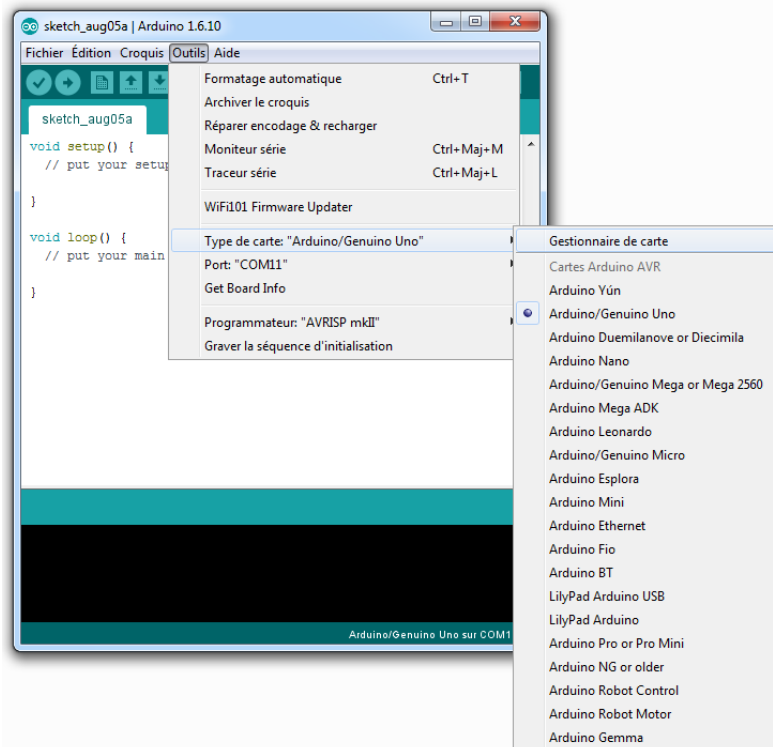 sketch_aug05a | Arduino 1.6.10
Fichier Édition Croquis Outils Aide
sketch_aug05a
void setup() {
// put your setup
}
void loop() {
// put your main
}
Formatage automatique Ctrl+T
Archiver le croquis
Réparer encodage & recharger
Moniteur série Ctrl+Maj+M
Traceur série Ctrl+Maj+L
WiFi101 Firmware Updater
Type de carte: "Arduino/Genuino Uno"
Port: "COM11"
Get Board Info
Programmateur: "AVRISP mkII"
Graver la séquence d'initialisation
Gestionnaire de carte
Cartes Arduino AVR
Arduino Yún
Arduino/Genuino Uno
Arduino Duemilanove or Diecimila
Arduino Nano
Arduino/Genuino Mega or Mega 2560
Arduino Mega ADK
Arduino Leonardo
Arduino/Genuino Micro
Arduino Esplora
Arduino Mini
Arduino Ethernet
Arduino Fio
Arduino BT
LilyPad Arduino USB
LilyPad Arduino
Arduino Pro or Pro Mini
Arduino NG or older
Arduino Robot Control
Arduino Robot Motor
Arduino Gemma
Arduino/Genuino Uno sur COM1